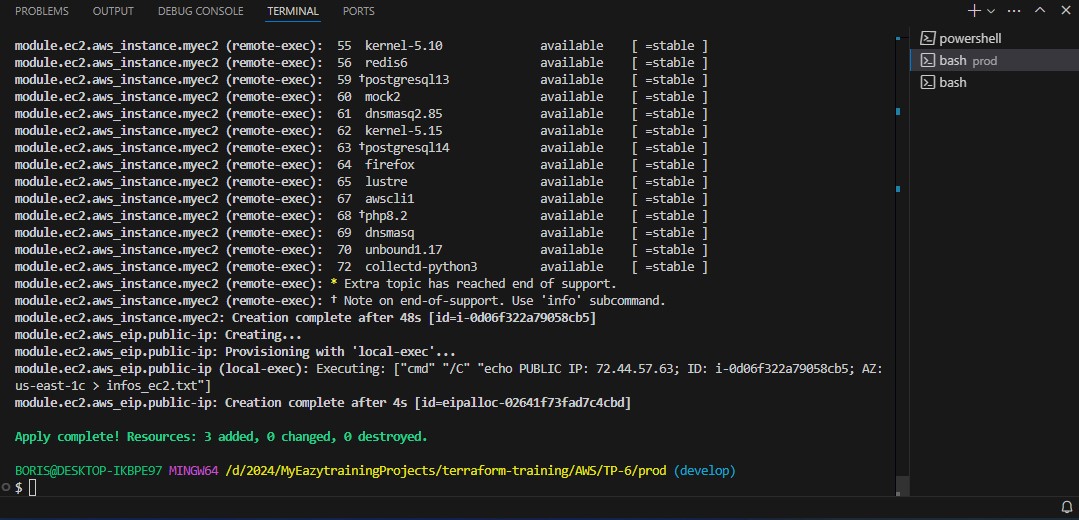 PROBLEMS OUTPUT DEBUG CONSOLE TERMINAL PORTS
module.ec2.aws_instance.myec2 (remote-exec):  55  kernel-5.10             available    [ =stable ]
module.ec2.aws_instance.myec2 (remote-exec):  56  redis6                  available    [ =stable ]
module.ec2.aws_instance.myec2 (remote-exec):  59 †postgresql13            available    [ =stable ]
module.ec2.aws_instance.myec2 (remote-exec):  60  mock2                   available    [ =stable ]
module.ec2.aws_instance.myec2 (remote-exec):  61  dnsmasq2.85             available    [ =stable ]
module.ec2.aws_instance.myec2 (remote-exec):  62  kernel-5.15             available    [ =stable ]
module.ec2.aws_instance.myec2 (remote-exec):  63 †postgresql14            available    [ =stable ]
module.ec2.aws_instance.myec2 (remote-exec):  64  firefox                 available    [ =stable ]
module.ec2.aws_instance.myec2 (remote-exec):  65  lustre                  available    [ =stable ]
module.ec2.aws_instance.myec2 (remote-exec):  67  awscli1                 available    [ =stable ]
module.ec2.aws_instance.myec2 (remote-exec):  68 †php8.2                  available    [ =stable ]
module.ec2.aws_instance.myec2 (remote-exec):  69  dnsmasq                 available    [ =stable ]
module.ec2.aws_instance.myec2 (remote-exec):  70  unbound1.17             available    [ =stable ]
module.ec2.aws_instance.myec2 (remote-exec):  72  collectd-python3        available    [ =stable ]
module.ec2.aws_instance.myec2 (remote-exec): * Extra topic has reached end of support.
module.ec2.aws_instance.myec2 (remote-exec): † Note on end-of-support. Use 'info' subcommand.
module.ec2.aws_instance.myec2: Creation complete after 48s [id=i-0d06f322a79058cb5]
module.ec2.aws_eip.public-ip: Creating...
module.ec2.aws_eip.public-ip: Provisioning with 'local-exec'...
module.ec2.aws_eip.public-ip (local-exec): Executing: ["cmd" "/C" "echo PUBLIC IP: 72.44.57.63; ID: i-0d06f322a79058cb5; AZ:
us-east-1c > infos_ec2.txt"]
module.ec2.aws_eip.public-ip: Creation complete after 4s [id=eipalloc-02641f73fad7c4cbd]
Apply complete! Resources: 3 added, 0 changed, 0 destroyed.
BORIS@DESKTOP-IKBPE97 MINGW64 /d/2024/MyEazytrainingProjects/terraform-training/AWS/TP-6/prod (develop)
$
powershell
bash prod
bash